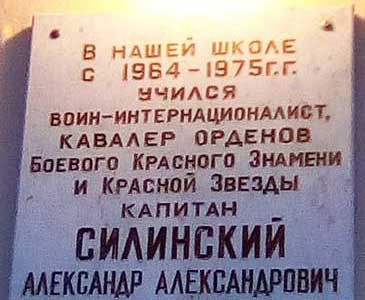 В НАШЕЙ ШКОЛЕ
С 1964-1975Г.Г.
УЧИЛСЯ
ВОИН-ИНТЕРНАЦИОНАЛИСТ,
КАВАЛЕР ОРДЕНОВ
БОЕВОГО КРАСНОГО ЗНАМЕНИ
И КРАСНОЙ ЗВЕЗДЫ
КАПИТАН
СИЛИНСКИЙ
АЛЕКСАНДР АЛЕКСАНДРОВИЧ